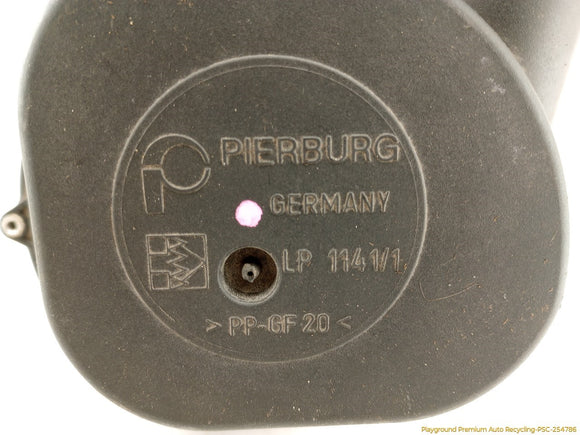 PIERBURG
GERMANY
LP 1141/1
> PP-GF 20 <
Playground Premium Auto Recycling-PSC-254786